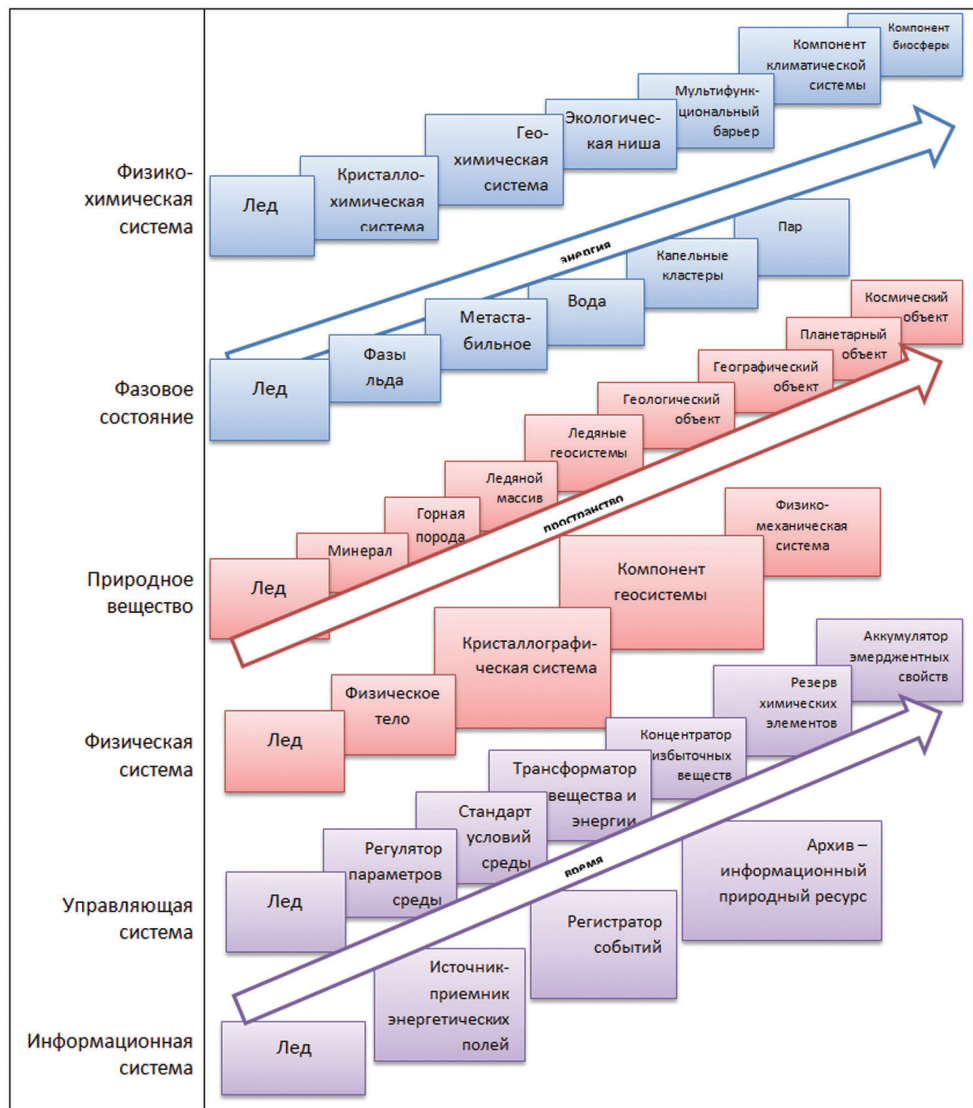 Физико-
химическая
система
Лед
Кристалло-
химическая
система
Гео-
химическая
система
Экологичес-
кая ниша
Мультифунк-
циональный
барьер
Компонент
климатической
системы
Компонент
биосферы
энергия
Фазовое
состояние
Лед
Фазы
льда
Метаста-
бильное
Вода
Капельные
кластеры
Пар
Природное
вещество
Лед
Минерал
Горная
порода
Ледяной
массив
Ледяные
геосистемы
Геологический
объект
Географический
объект
Планетарный
объект
Космический
объект
пространство
Физическая
система
Лед
Физическое
тело
Кристаллографи-
ческая система
Компонент
геосистемы
Физико-
механическая
система
Управляющая
система
Лед
Регулятор
параметров
среды
Стандарт
условий
среды
Трансформатор
вещества и
энергии
Концентратор
избыточных
веществ
Резерв
химических
элементов
Аккумулятор
эмерджентных
свойств
время
Информационная
система
Лед
Источник-
приемник
энергетических
полей
Регистратор
событий
Архив –
информационный
природный ресурс